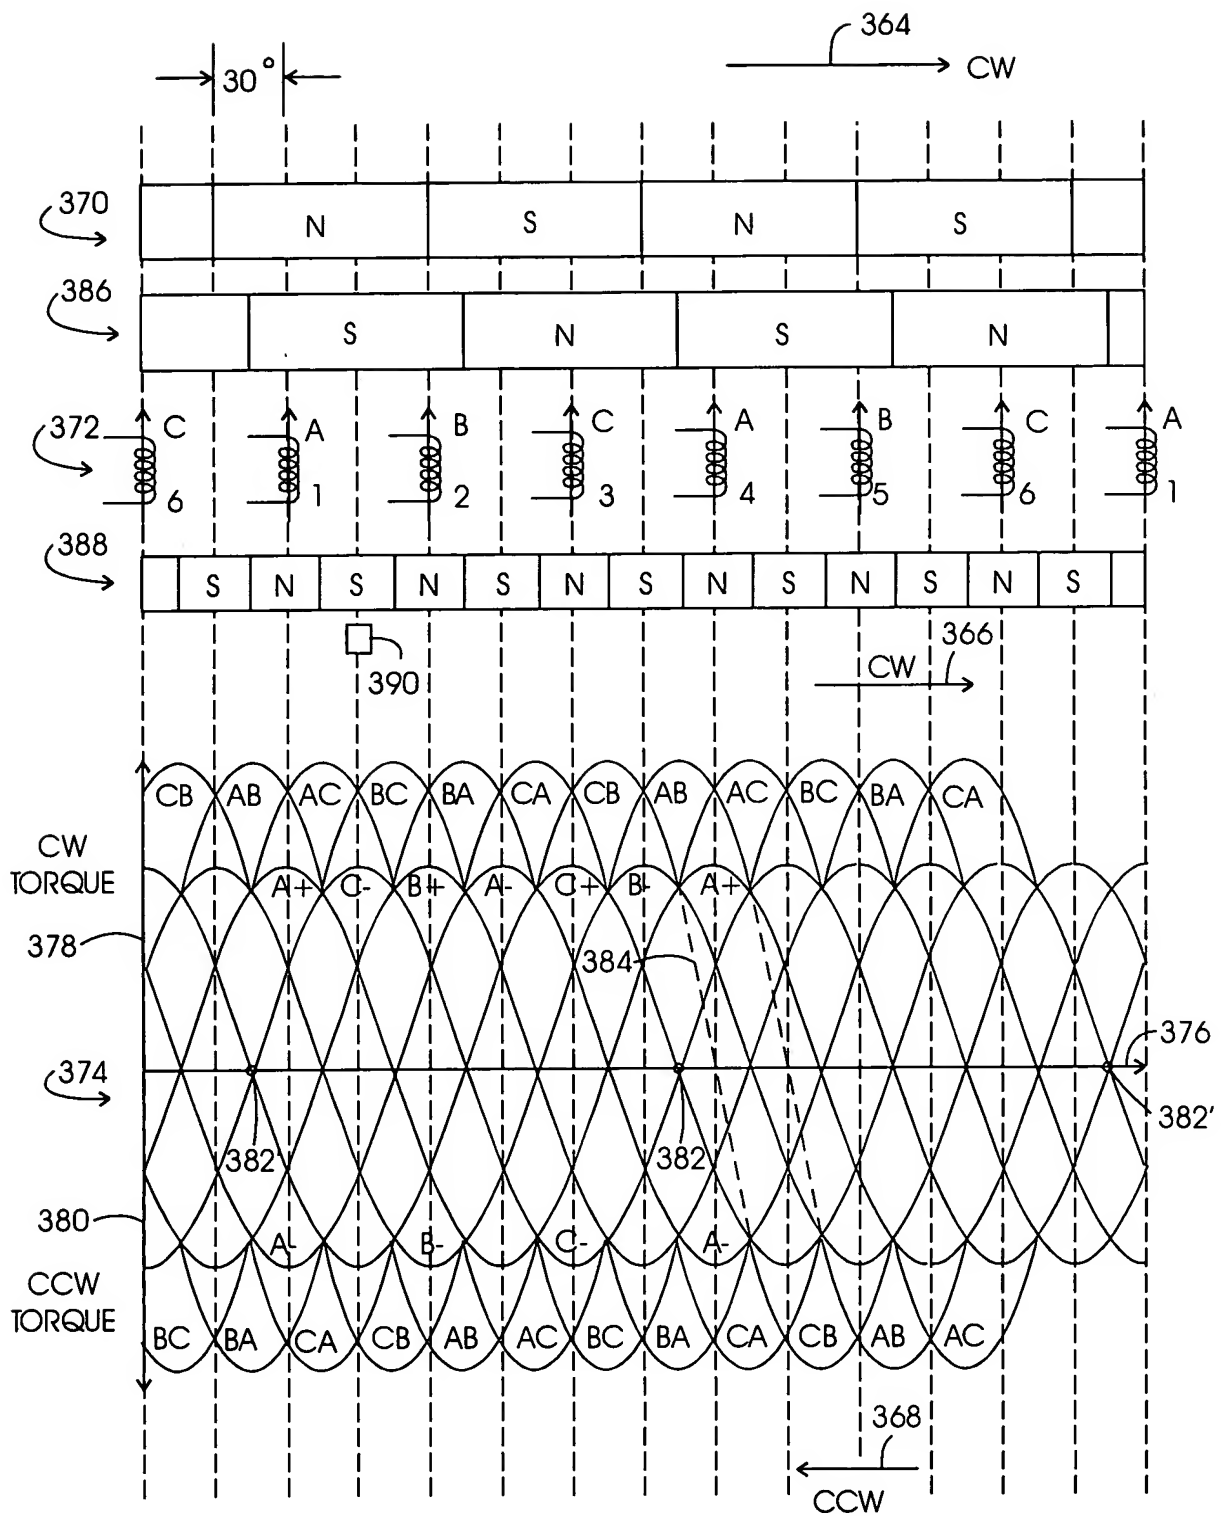 364
30° CW
370 N S N S
386 S N S N
372 C A B C A B C A
6 1 2 3 4 5 6 1
388 S N S N S N S N S N S N S
390 CW 366
CB AB AC BC BA CA CB AB AC BC BA CA
CW TORQUE
A+ C- B+ A- C+ B- A+
378 384
376
374
382' 382 382'
380 A- B- C- A-
CCW TORQUE
BC BA CA CB AB AC BC BA CA CB AB AC
368
CCW